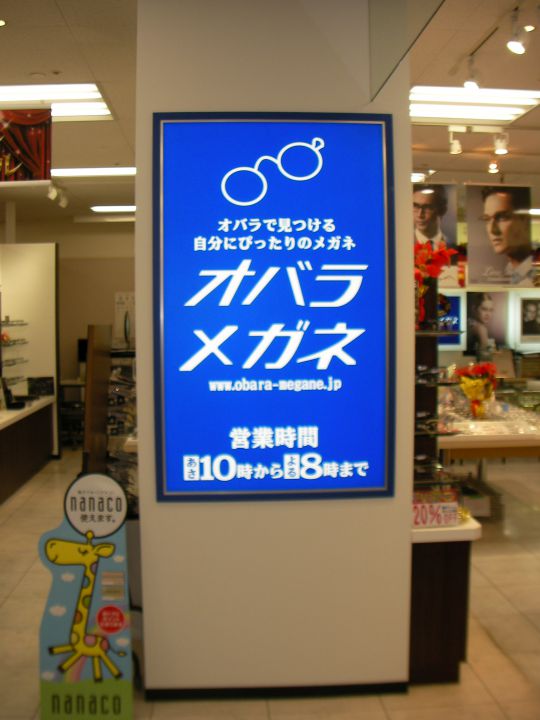 オバラで見つける
自分にぴったりのメガネ
オバラ
メガネ
www.obara-megane.jp
営業時間
あさ10時からよる8時まで
nanaco
使えます。
nanaco
20%